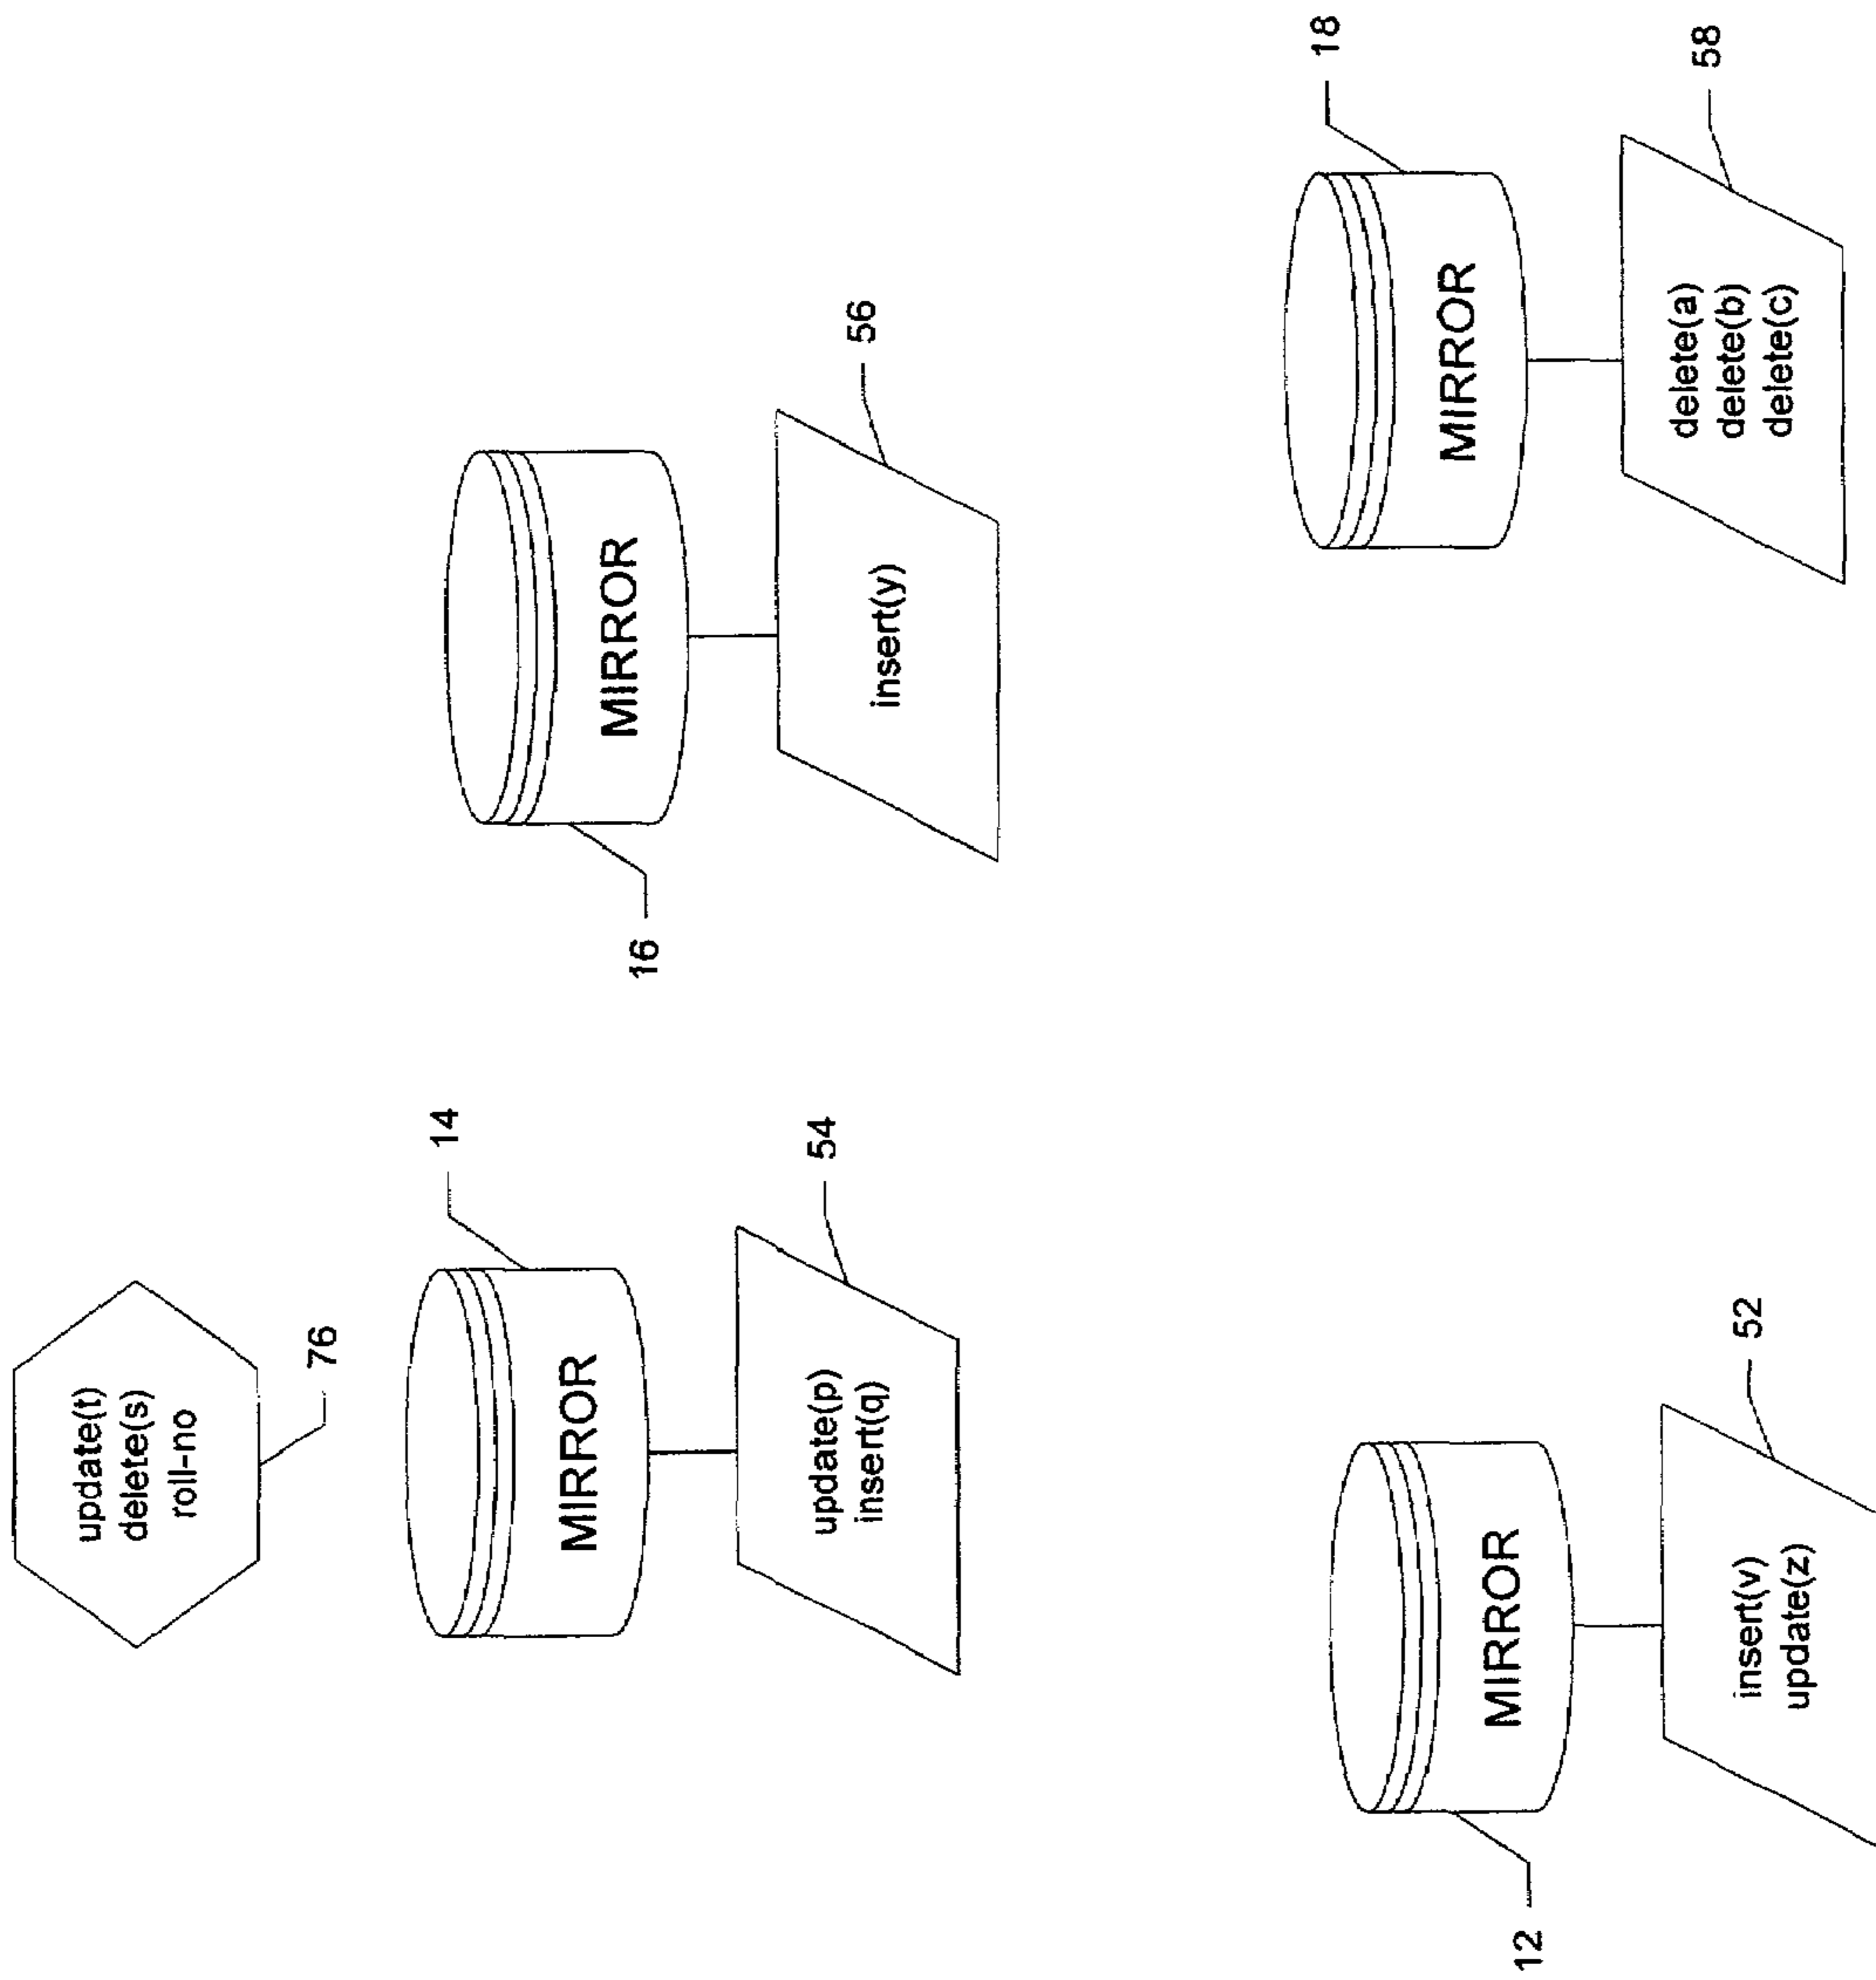 update(t)
delete(s)
roll-no
76
14
MIRROR
54
update(p)
insert(q)
16
MIRROR
56
insert(y)
12
MIRROR
52
insert(v)
update(z)
18
MIRROR
58
delete(a)
delete(b)
delete(c)